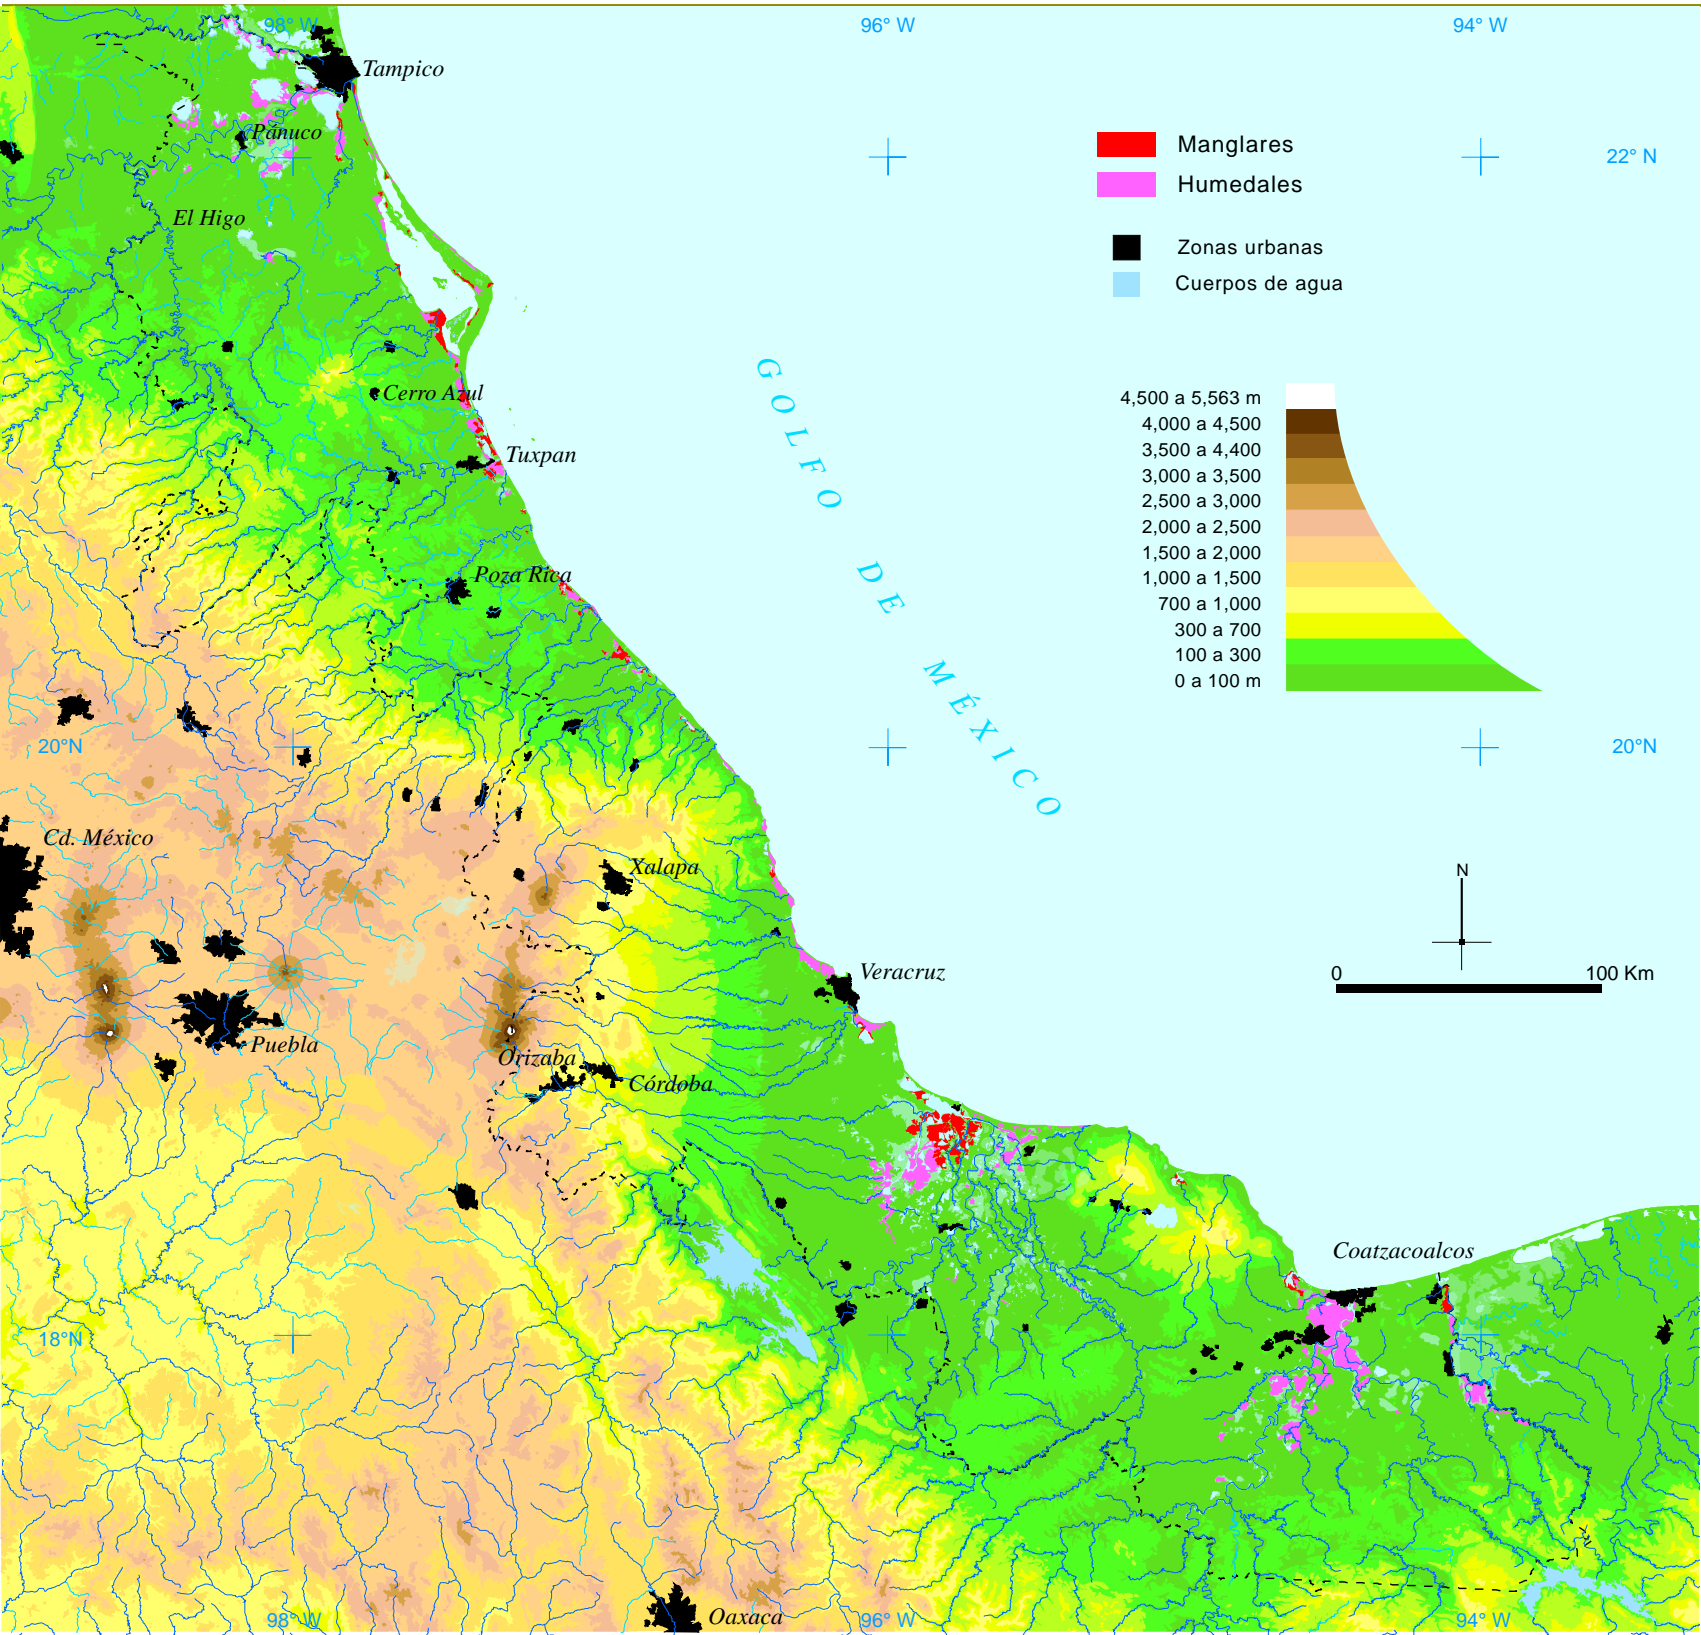 98° W
96° W
94° W
Tampico
Pánuco
Manglares
22° N
Humedales
El Higo
Zonas urbanas
Cuerpos de agua
GOLFO DE MÉXICO
Cerro Azul
4,500 a 5,563 m
4,000 a 4,500
3,500 a 4,400
3,000 a 3,500
2,500 a 3,000
2,000 a 2,500
1,500 a 2,000
1,000 a 1,500
700 a 1,000
300 a 700
100 a 300
0 a 100 m
Tuxpan
Poza Rica
20°N
20°N
Cd. México
Xalapa
N
Veracruz
0
100 Km
Puebla
Orizaba
Córdoba
Coatzacoalcos
18°N
98° W
Oaxaca
96° W
94° W